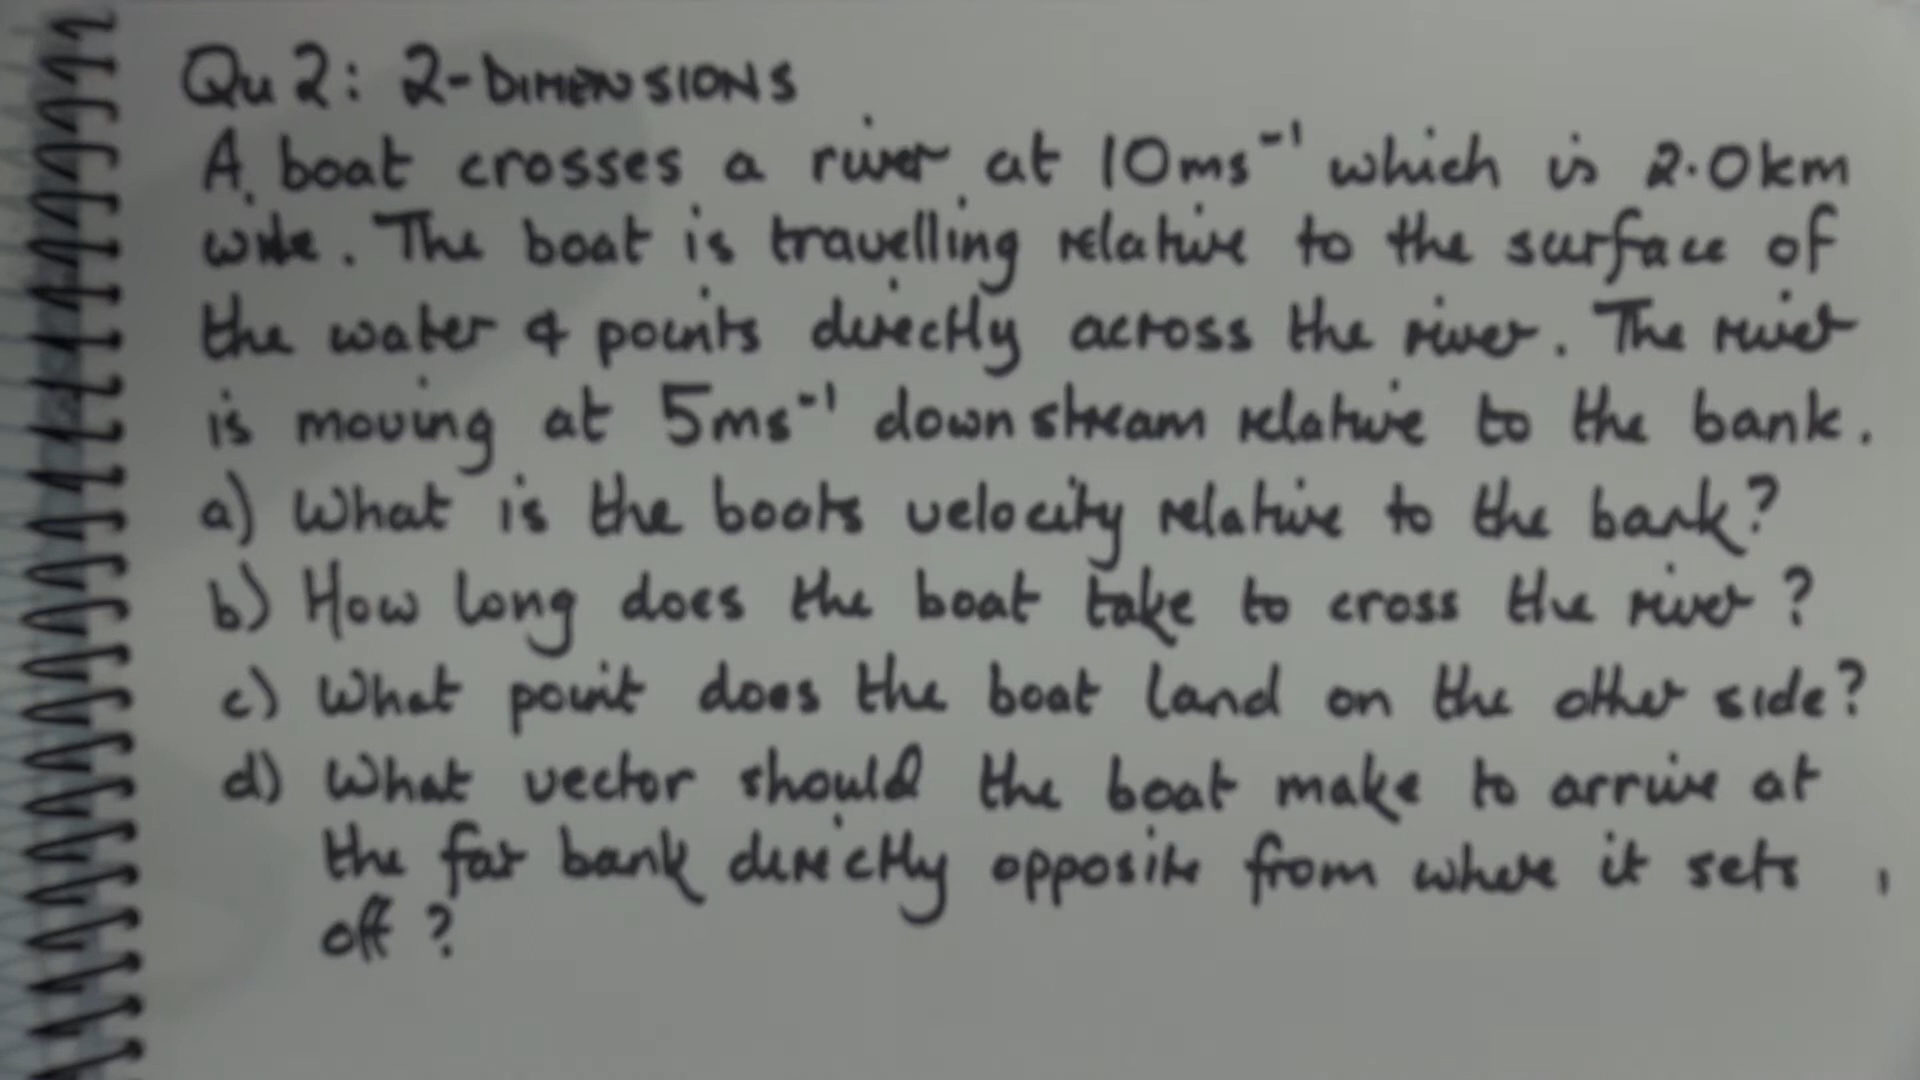 Qu 2: 2-DIMENSIONS
A boat crosses a river at 10ms⁻¹ which is 2.0km
wide. The boat is travelling relative to the surface of
the water & points directly across the river. The river
is moving at 5ms⁻¹ downstream relative to the bank.
a) What is the boats velocity relative to the bank?
b) How long does the boat take to cross the river?
c) What point does the boat land on the other side?
d) What vector should the boat make to arrive at
the far bank directly opposite from where it sets
off?